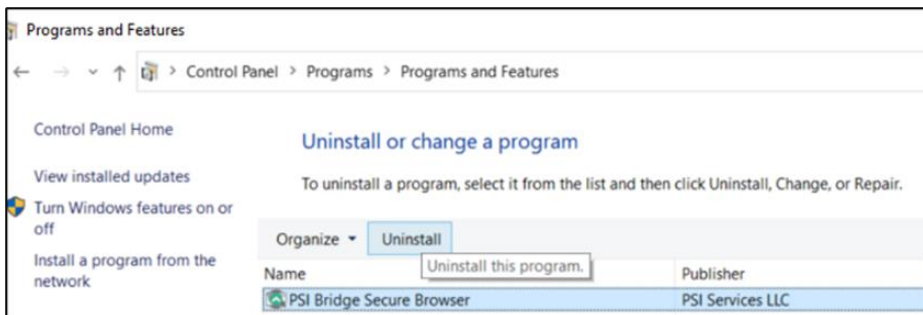 Programs and Features
Control Panel > Programs > Programs and Features
Control Panel Home
Uninstall or change a program
View installed updates
To uninstall a program, select it from the list and then click Uninstall, Change, or Repair.
Turn Windows features on or
off
Install a program from the
network
Organize Uninstall
Uninstall this program.
Name Publisher
PSI Bridge Secure Browser PSI Services LLC